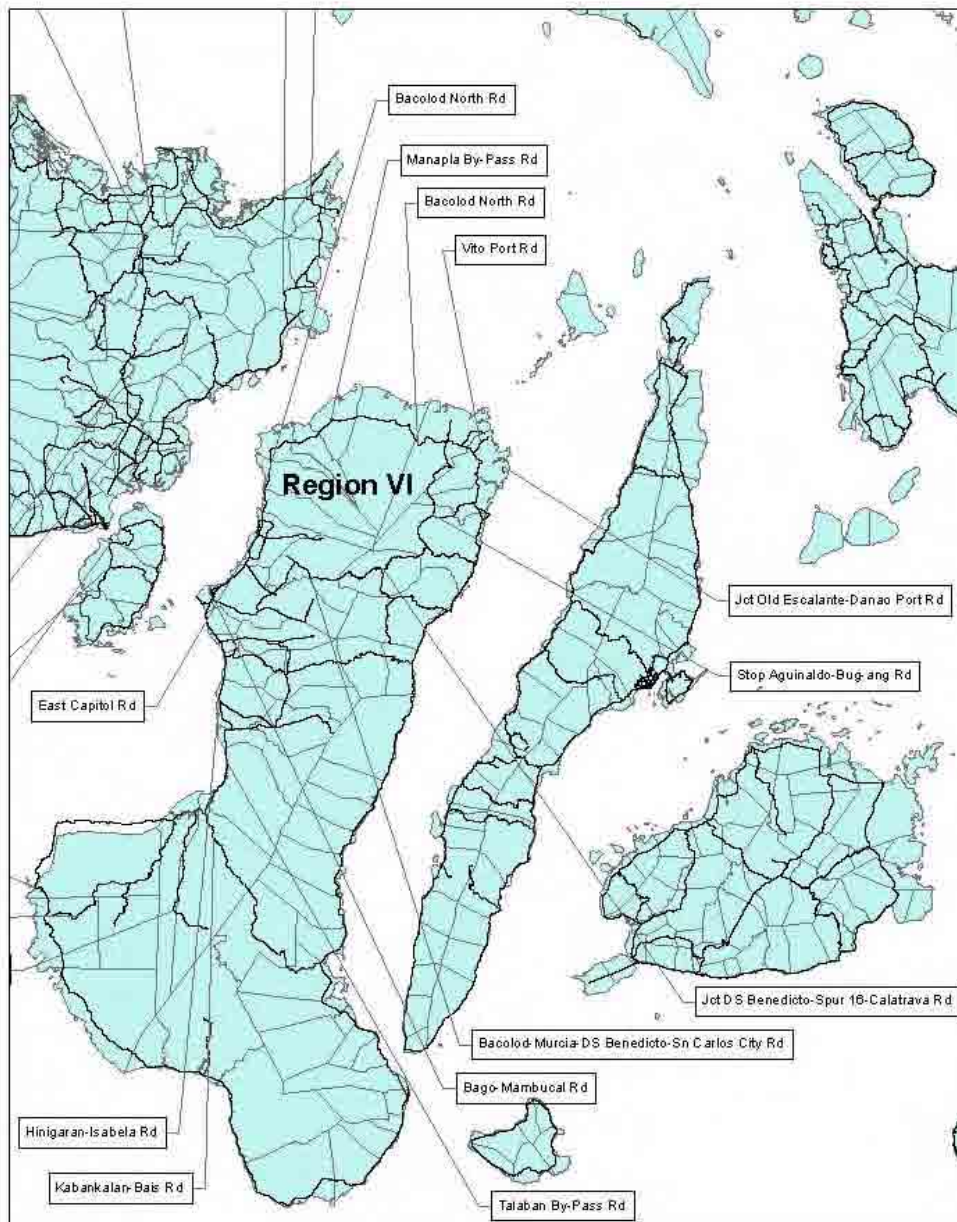 Bacolod North Rd
Manapla By-Pass Rd
Bacolod North Rd
Vito Port Rd
Region VI
Jct Old Escalante-Danao Port Rd
Stop Aguinaldo-Bug-ang Rd
East Capitol Rd
Jct DS Benedicto-Spur 16-Calatrava Rd
Bacolod-Murcia-DS Benedicto-Sn Carlos City Rd
Bago-Mambucal Rd
Hinigaran-Isabela Rd
Kabankalan-Bais Rd
Talaban By-Pass Rd